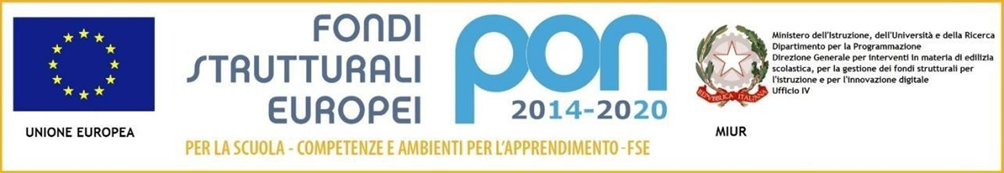 UNIONE EUROPEA
FONDI
STRUTTURALI
EUROPEI
pon
2014-2020
PER LA SCUOLA - COMPETENZE E AMBIENTI PER L'APPRENDIMENTO - FSE
REPVBBLICA ITALIANA
Ministero dell'Istruzione, dell'Università e della Ricerca
Dipartimento per la Programmazione
Direzione Generale per interventi in materia di edilizia
scolastica, per la gestione dei fondi strutturali per
l'istruzione e per l'innovazione digitale
Ufficio IV
MIUR